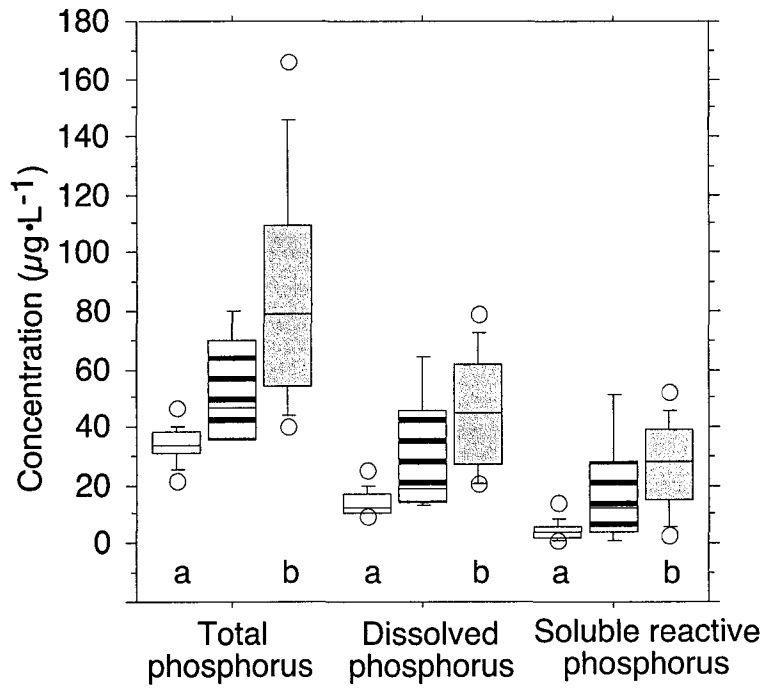 Concentration (µg•L-1)
180
160
140
120
100
80
60
40
20
0
a b a b a b
Total phosphorus
Dissolved phosphorus
Soluble reactive phosphorus